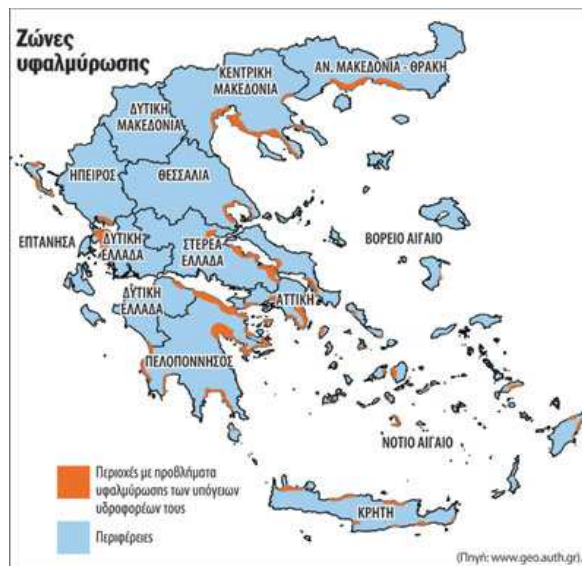 Ζώνες
υφαλμύρωσης
ΑΝ. ΜΑΚΕΔΟΝΙΑ - ΘΡΑΚΗ
ΚΕΝΤΡΙΚΗ
ΜΑΚΕΔΟΝΙΑ
ΔΥΤΙΚΗ
ΜΑΚΕΔΟΝΙΑ
ΗΠΕΙΡΟΣ
ΘΕΣΣΑΛΙΑ
ΕΠΤΑΝΗΣΑ
ΔΥΤΙΚΗ
ΕΛΛΑΔΑ
ΣΤΕΡΕΑ
ΕΛΛΑΔΑ
ΒΟΡΕΙΟ ΑΙΓΑΙΟ
ΔΥΤΙΚΗ
ΕΛΛΑΔΑ
ΑΤΤΙΚΗ
ΠΕΛΟΠΟΝΝΗΣΟΣ
ΝΟΤΙΟ ΑΙΓΑΙΟ
ΚΡΗΤΗ
Περιοχές με προβλήματα
υφαλμύρωσης των υπόγειων
υδροφορέων τους
Περιφέρειες
(Πηγή: www.geo.auth.gr).